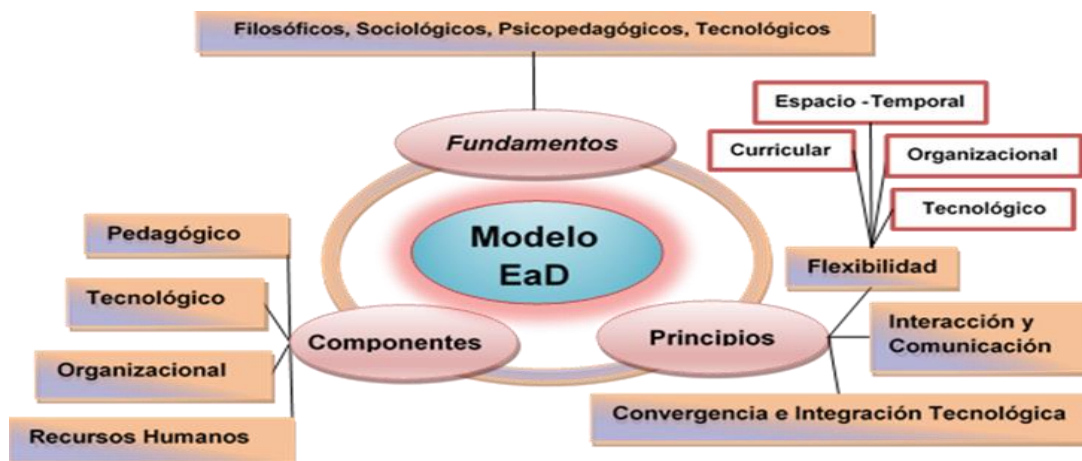 Filosóficos, Sociológicos, Psicopedagógicos, Tecnológicos
Espacio -Temporal
Curricular
Organizacional
Tecnológico
Fundamentos
Modelo
EaD
Flexibilidad
Pedagógico
Tecnológico
Organizacional
Recursos Humanos
Componentes
Principios
Interacción y
Comunicación
Convergencia e Integración Tecnológica